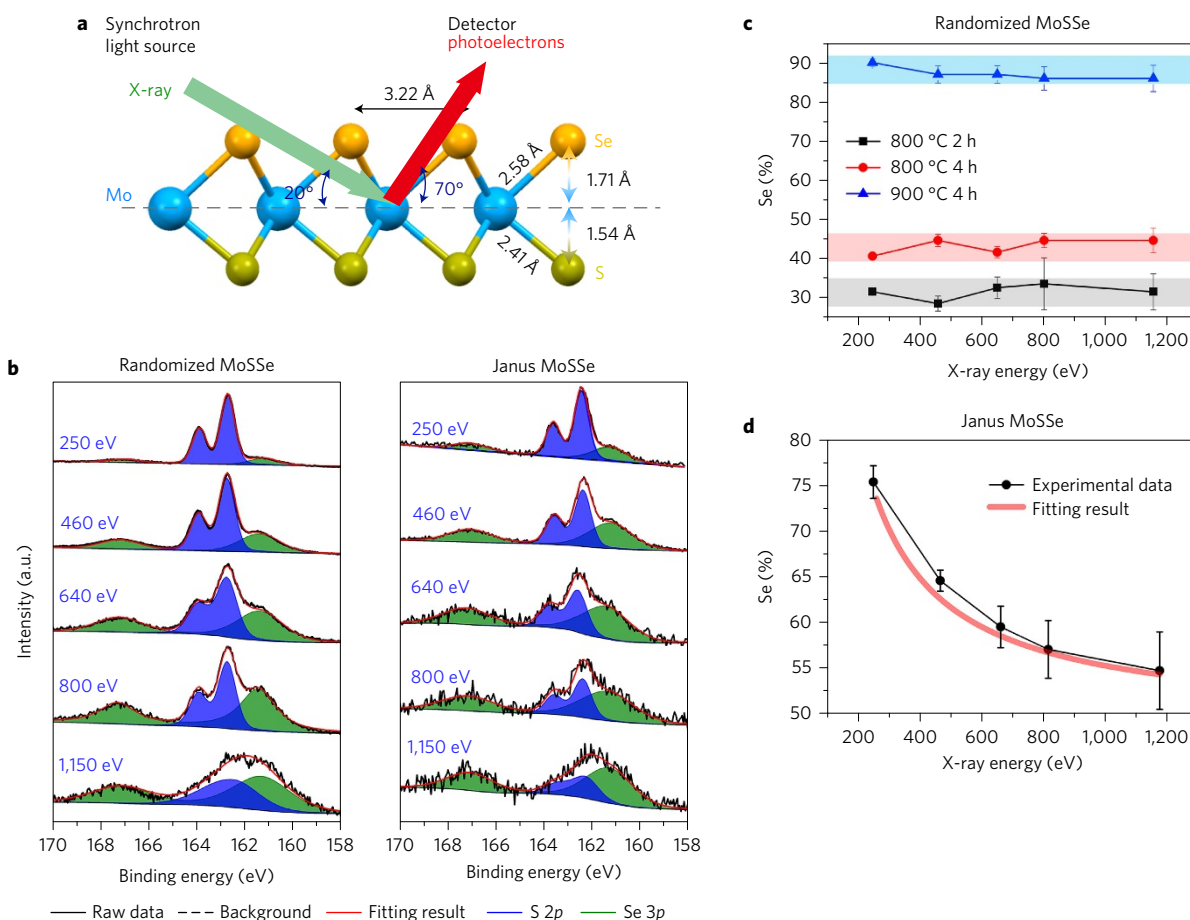 a
Synchrotron
light source
Detector
photoelectrons
X-ray
3.22 Å
Se
2.58 Å
1.71 Å
Mo
20°
70°
1.54 Å
2.41 Å
S
b
Randomized MoSSe
Janus MoSSe
250 eV
460 eV
640 eV
800 eV
1,150 eV
250 eV
460 eV
640 eV
800 eV
1,150 eV
Intensity (a.u.)
170 168 166 164 162 160 158
170 168 166 164 162 160 158
Binding energy (eV)
Binding energy (eV)
Raw data Background Fitting result S 2p Se 3p
c
Randomized MoSSe
90
80
70
60
50
40
30
Se (%)
800 °C 2 h
800 °C 4 h
900 °C 4 h
200 400 600 800 1,000 1,200
X-ray energy (eV)
d
Janus MoSSe
80
75
70
65
60
55
50
Se (%)
Experimental data
Fitting result
200 400 600 800 1,000 1,200
X-ray energy (eV)